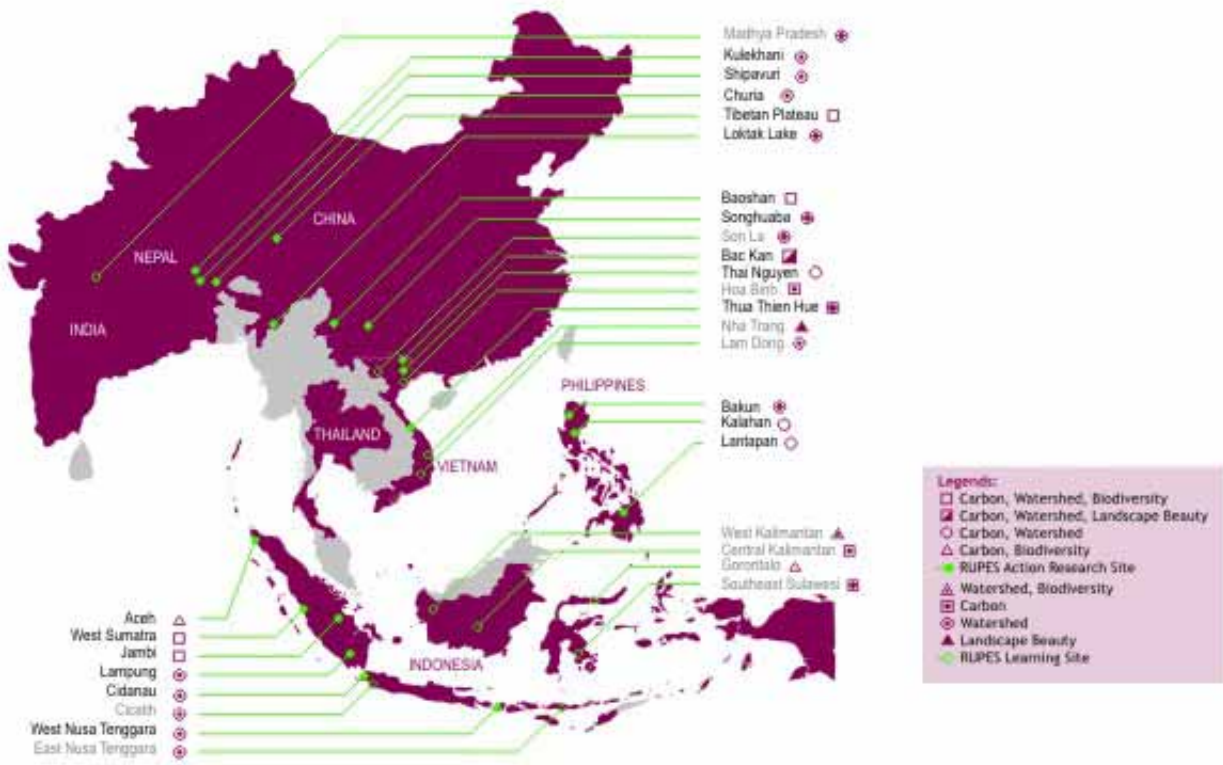 Madhya Pradesh
Kulekhani
Shipavuri
Churia
Tibetan Plateau
Loktak Lake
CHINA
NEPAL
INDIA
Baoshan
Songhuaba
Son La
Bac Kan
Thai Nguyen
Hoa Binh
Thua Thien Hue
Nha Trang
Lam Dong
PHILIPPINES
THAILAND
VIETNAM
Bakun
Kalahan
Lantapan
West Kalimantan
Central Kalimantan
Gorontalo
Southeast Sulawesi
INDONESIA
Aceh
West Sumatra
Jambi
Lampung
Cidanau
Cicatih
West Nusa Tenggara
East Nusa Tenggara
Legends:
Carbon, Watershed, Biodiversity
Carbon, Watershed, Landscape Beauty
Carbon, Watershed
Carbon, Biodiversity
RUPES Action Research Site
Watershed, Biodiversity
Carbon
Watershed
Landscape Beauty
RUPES Learning Site